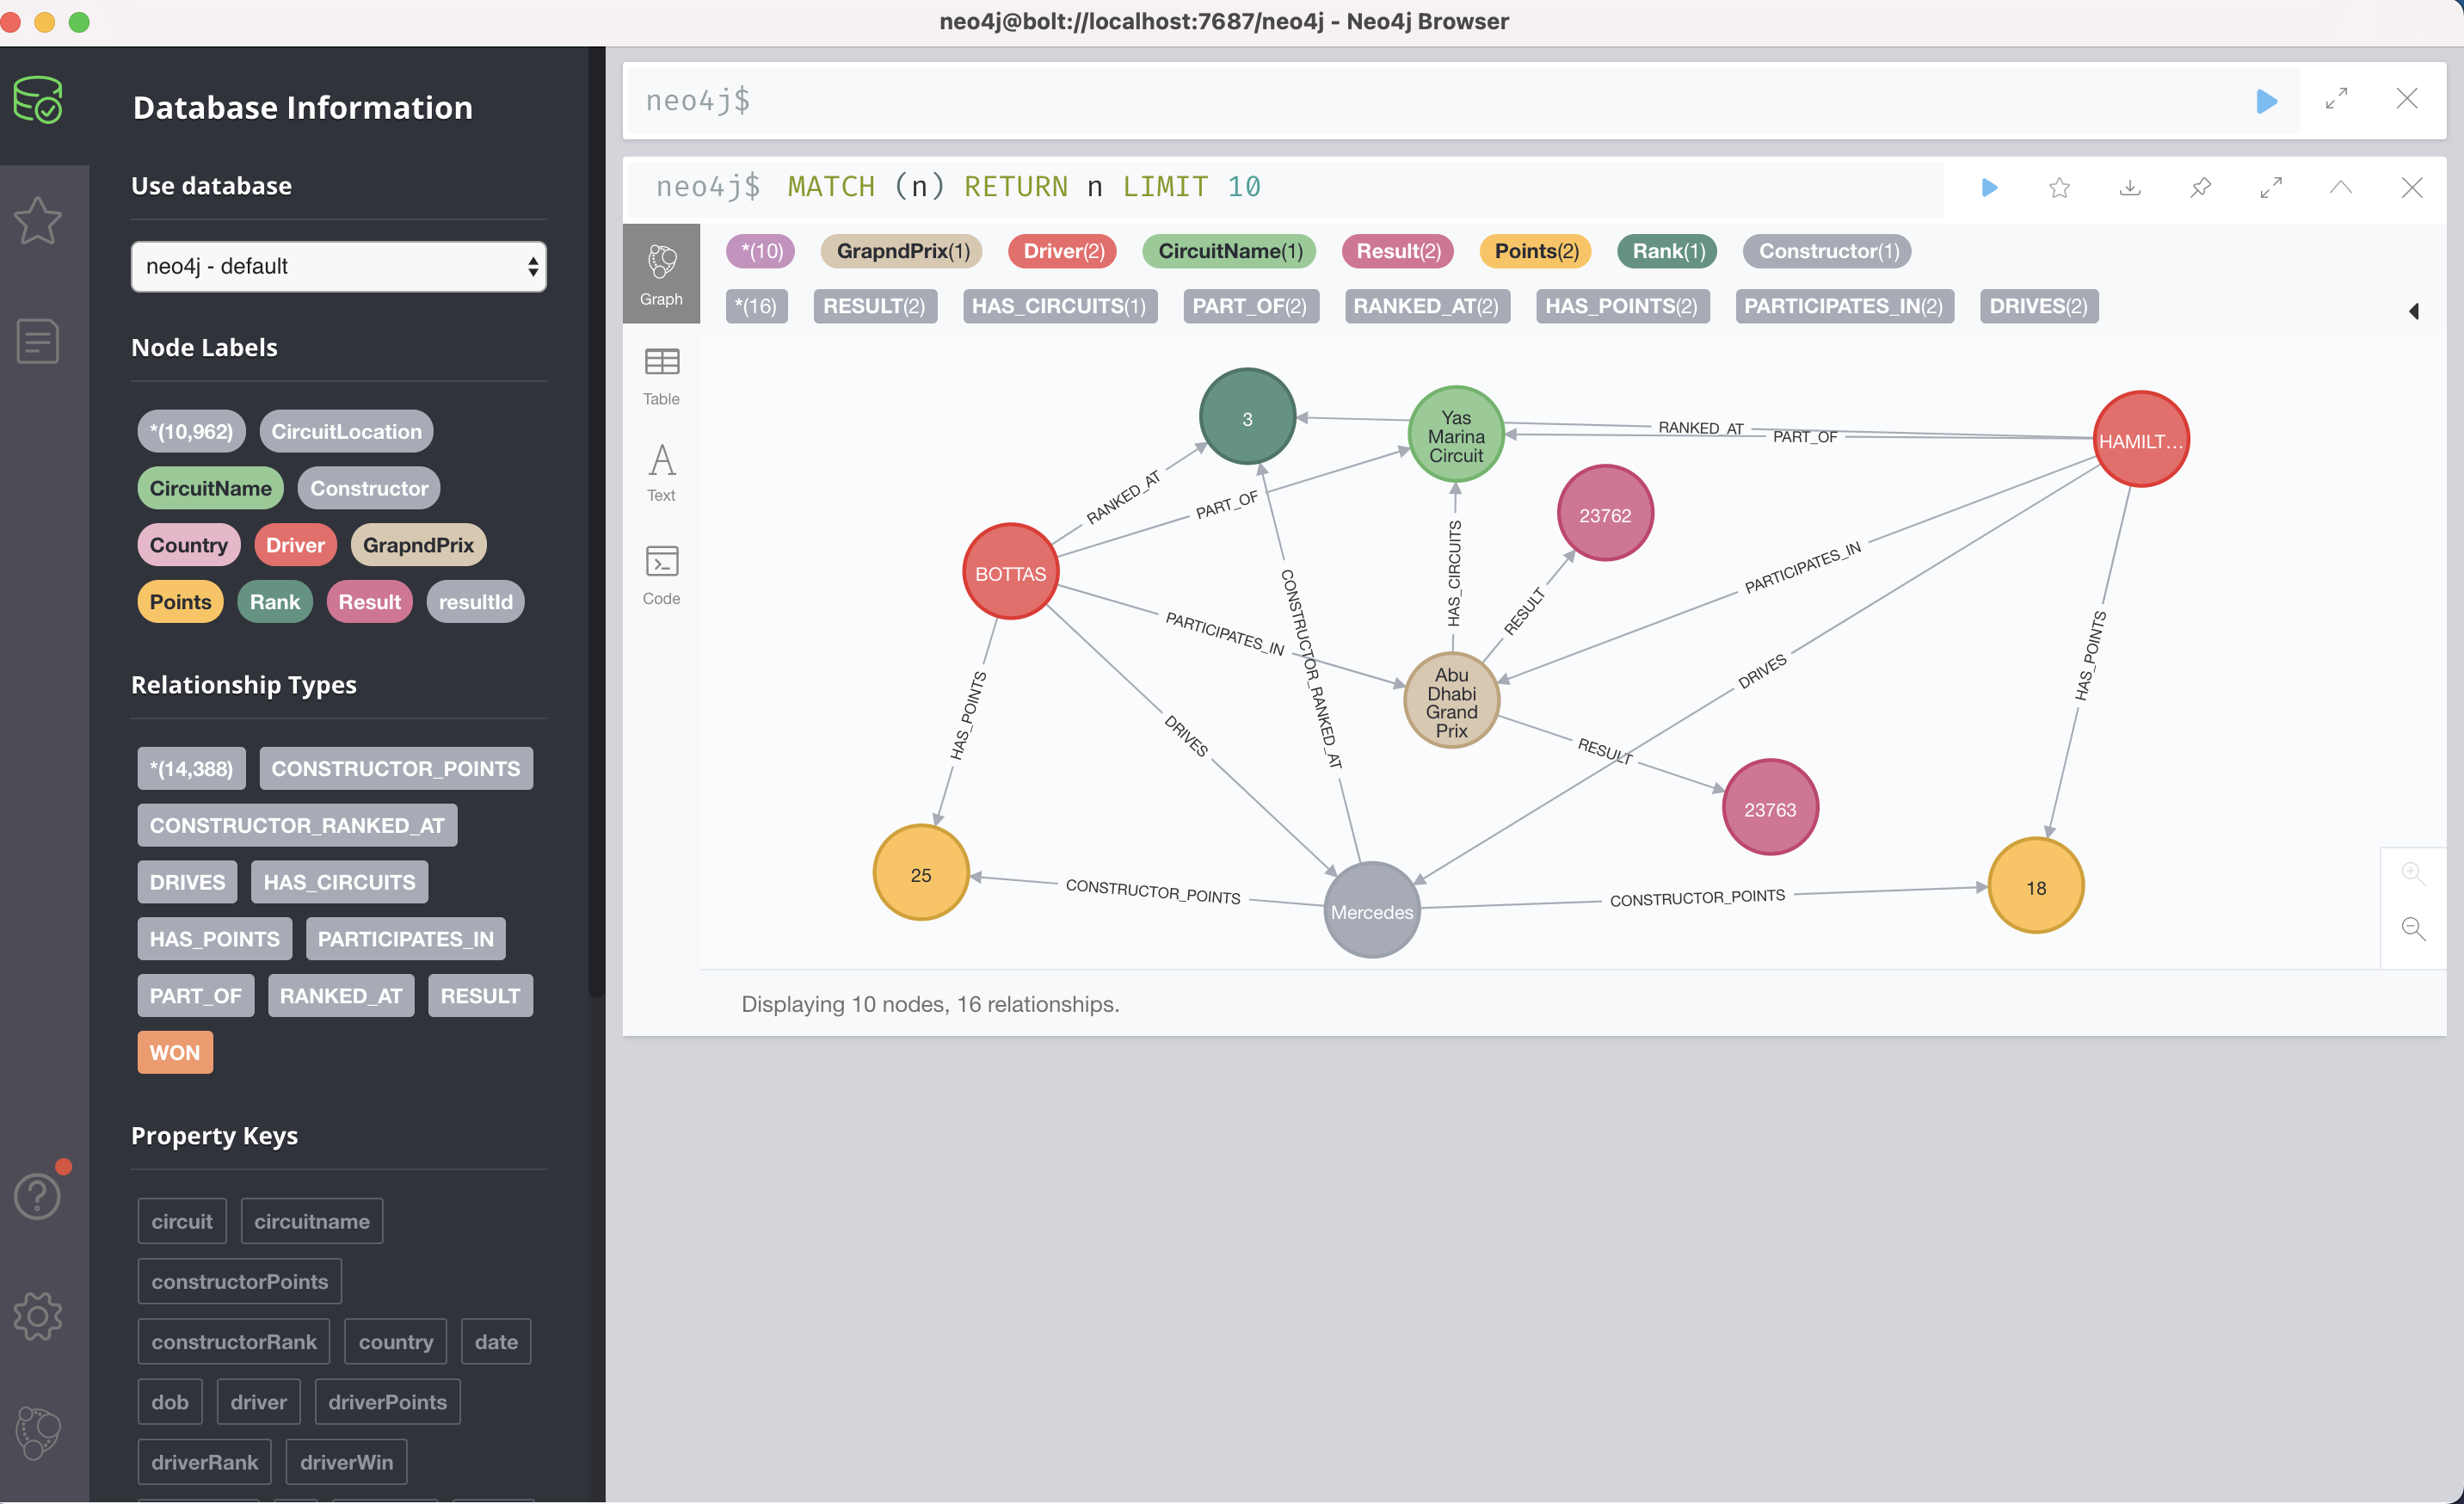 neo4j@bolt://localhost:7687/neo4j - Neo4j Browser
Database Information
Use database
neo4j - default
Node Labels
*(10,962) CircuitLocation
CircuitName Constructor
Country Driver GrapndPrix
Points Rank Result resultId
Relationship Types
*(14,388) CONSTRUCTOR_POINTS
CONSTRUCTOR_RANKED_AT
DRIVES HAS_CIRCUITS
HAS_POINTS PARTICIPATES_IN
PART_OF RANKED_AT RESULT
WON
Property Keys
circuit circuitname
constructorPoints
constructorRank country date
dob driver driverPoints
driverRank driverWin
neo4j$
neo4j$ MATCH (n) RETURN n LIMIT 10
*(10) GrapndPrix(1) Driver(2) CircuitName(1) Result(2) Points(2) Rank(1) Constructor(1)
*(16) RESULT(2) HAS_CIRCUITS(1) PART_OF(2) RANKED_AT(2) HAS_POINTS(2) PARTICIPATES_IN(2) DRIVES(2)
Graph
Table
Text
Code
3
Yas
Marina
Circuit
HAMILT...
RANKED_AT
PART_OF
RANKED_AT
PART_OF
23762
BOTTAS
HAS_CIRCUITS
RESULT
PARTICIPATES_IN
CONSTRUCTOR_RANKED_AT
PARTICIPATES_IN
HAS_POINTS
DRIVES
Abu
Dhabi
Grand
Prix
HAS_POINTS
DRIVES
RESULT
23763
25
CONSTRUCTOR_POINTS
Mercedes
CONSTRUCTOR_POINTS
18
Displaying 10 nodes, 16 relationships.